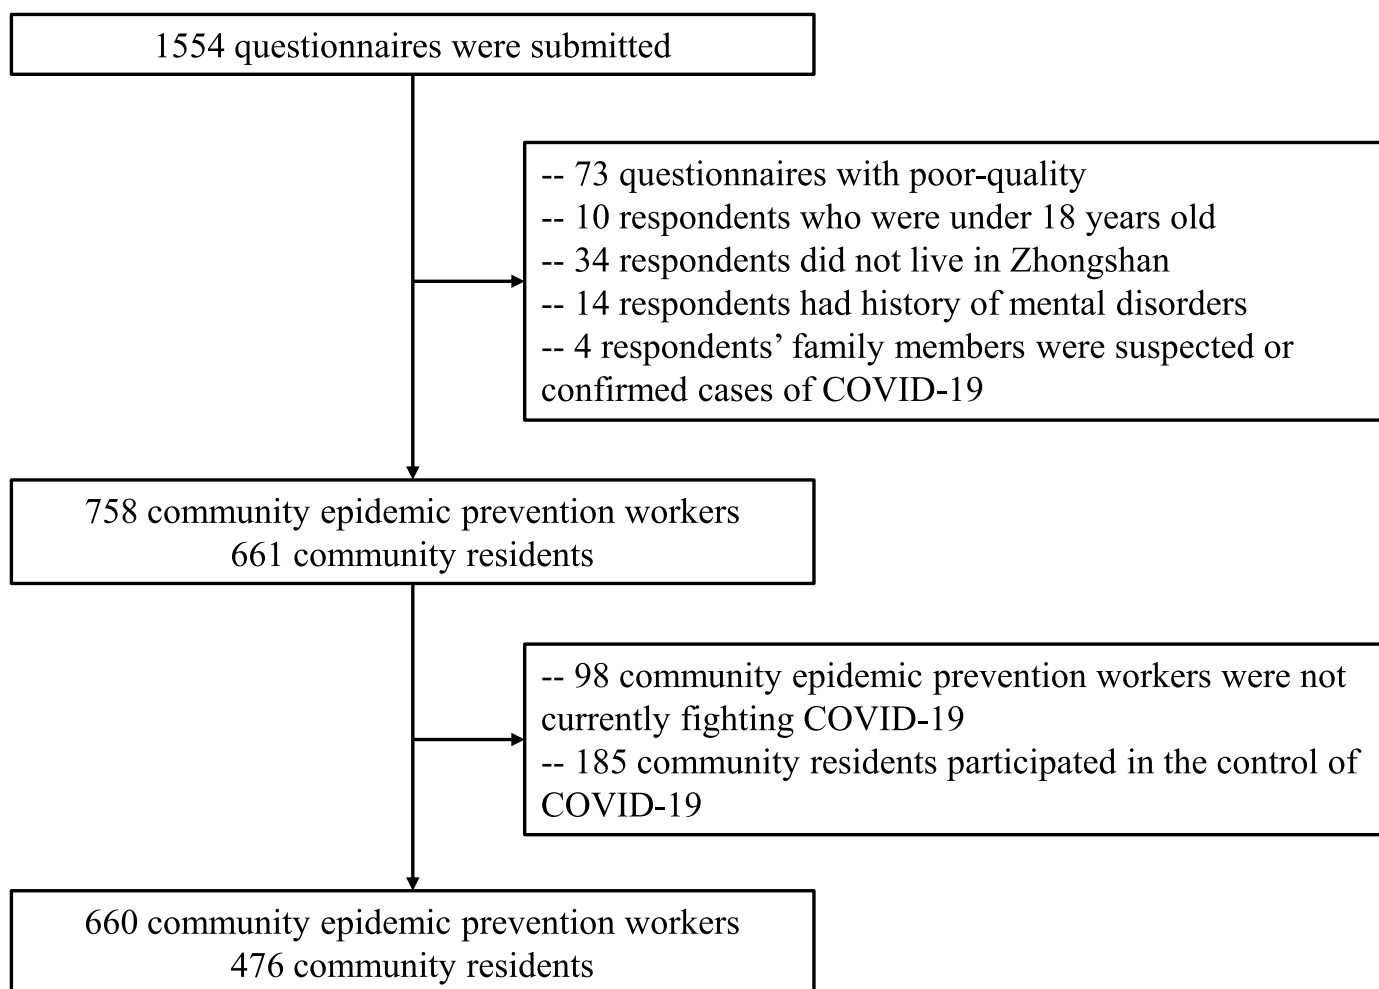 1554 questionnaires were submitted
-- 73 questionnaires with poor-quality
-- 10 respondents who were under 18 years old
-- 34 respondents did not live in Zhongshan
-- 14 respondents had history of mental disorders
-- 4 respondents’ family members were suspected or
confirmed cases of COVID-19
758 community epidemic prevention workers
661 community residents
-- 98 community epidemic prevention workers were not
currently fighting COVID-19
-- 185 community residents participated in the control of
COVID-19
660 community epidemic prevention workers
476 community residents